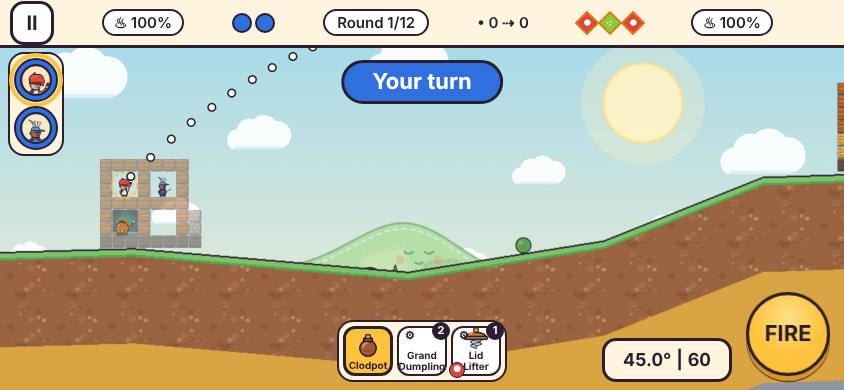 100%
Round 1/12
• 0 ⇢ 0
100%
Your turn
Clodpot
2
Grand
Dumpling
1
Lid
Lifter
45.0° | 60
FIRE